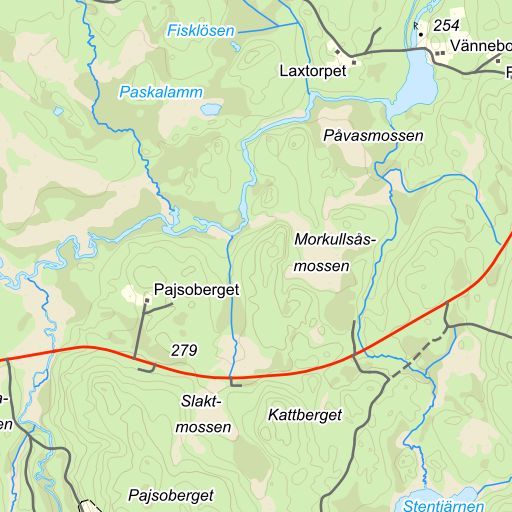 Fisklösen
254
Vännebo
Laxtorpet
Paskalamm
Påvasmossen
Morkullsås-
mossen
Pajsoberget
279
Slakt-
mossen
Kattberget
Pajsoberget
Stentjärnen